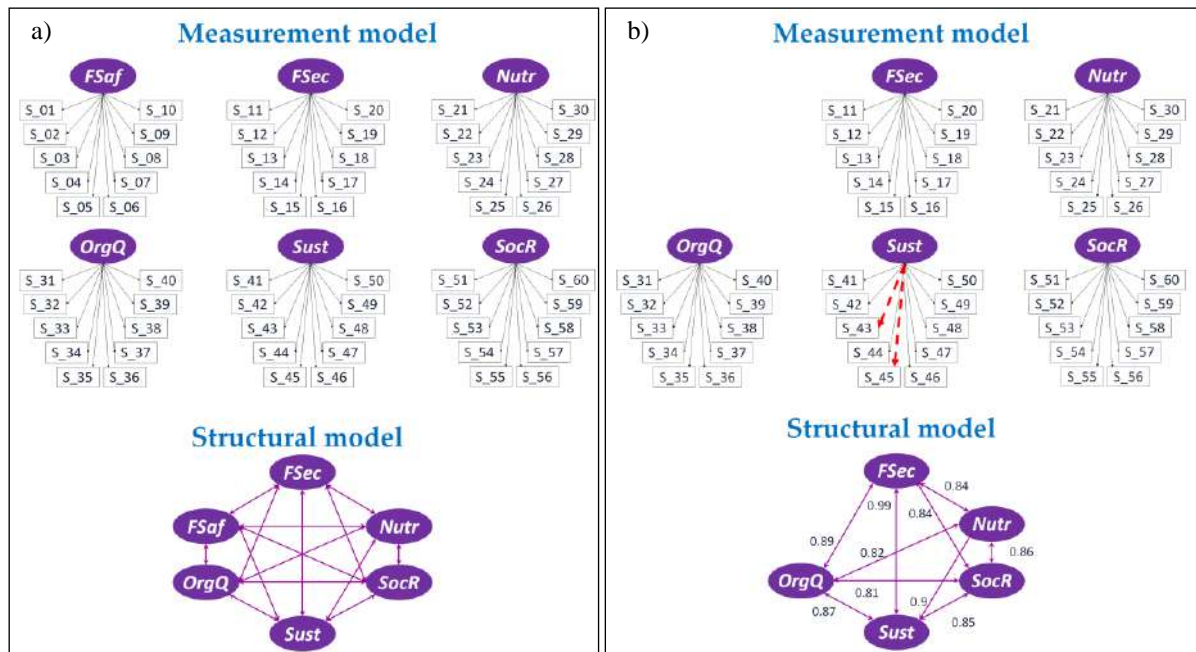 a)
Measurement model
FSaf FSec Nutr
S_01 S_10 S_11 S_20 S_21 S_30
S_02 S_09 S_12 S_19 S_22 S_29
S_03 S_08 S_13 S_18 S_23 S_28
S_04 S_07 S_14 S_17 S_24 S_27
S_05 S_06 S_15 S_16 S_25 S_26
OrgQ Sust SocR
S_31 S_40 S_41 S_50 S_51 S_60
S_32 S_39 S_42 S_49 S_52 S_59
S_33 S_38 S_43 S_48 S_53 S_58
S_34 S_37 S_44 S_47 S_54 S_57
S_35 S_36 S_45 S_46 S_55 S_56
Structural model
FSec
FSaf Nutr
OrgQ SocR
Sust
b)
Measurement model
FSec Nutr
S_11 S_20 S_21 S_30
S_12 S_19 S_22 S_29
S_13 S_18 S_23 S_28
S_14 S_17 S_24 S_27
S_15 S_16 S_25 S_26
OrgQ Sust SocR
S_31 S_40 S_41 S_50 S_51 S_60
S_32 S_39 S_42 S_49 S_52 S_59
S_33 S_38 S_43 S_48 S_53 S_58
S_34 S_37 S_44 S_47 S_54 S_57
S_35 S_36 S_45 S_46 S_55 S_56
Structural model
FSec
0.84
0.99 0.84
Nutr
0.89 0.82 0.86
OrgQ SocR
0.81 0.9
0.87 0.85
Sust